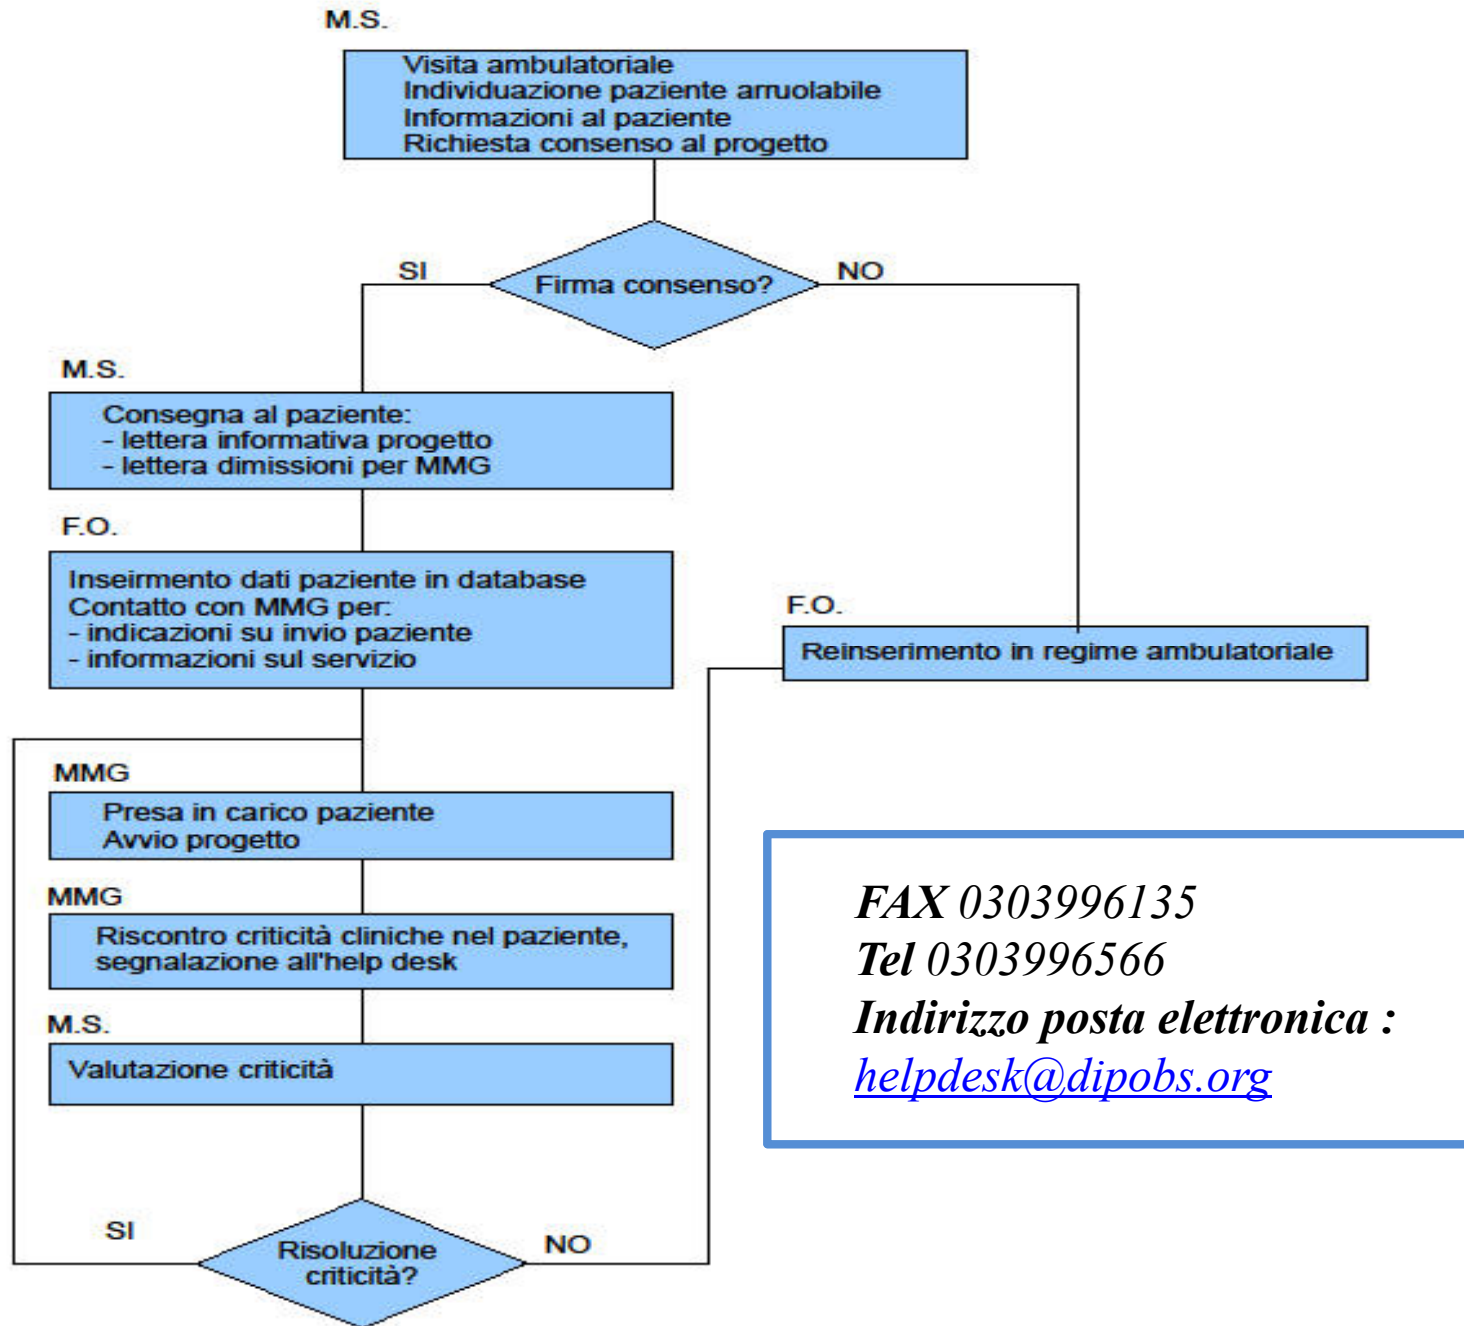 M.S.
Visita ambulatoriale
Individuazione paziente arruolabile
Informazioni al paziente
Richiesta consenso al progetto
SI
Firma consenso?
NO
M.S.
Consegna al paziente:
- lettera informativa progetto
- lettera dimissioni per MMG
F.O.
Inseirmento dati paziente in database
Contatto con MMG per:
- indicazioni su invio paziente
- informazioni sul servizio
F.O.
Reinserimento in regime ambulatoriale
MMG
Presa in carico paziente
Avvio progetto
MMG
Riscontro criticità cliniche nel paziente,
segnalazione all'help desk
M.S.
Valutazione criticità
SI
Risoluzione
criticità?
NO
FAX 0303996135
Tel 0303996566
Indirizzo posta elettronica :
helpdesk@dipobs.org